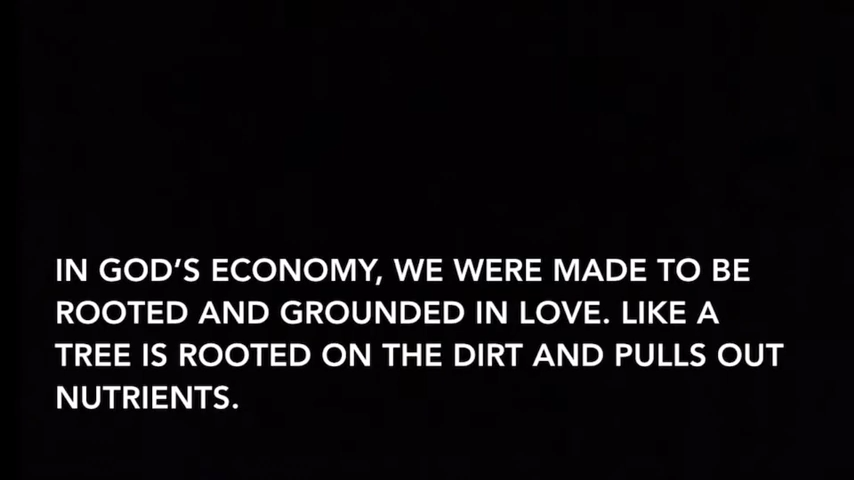 IN GOD’S ECONOMY, WE WERE MADE TO BE
ROOTED AND GROUNDED IN LOVE. LIKE A
TREE IS ROOTED ON THE DIRT AND PULLS OUT
NUTRIENTS.